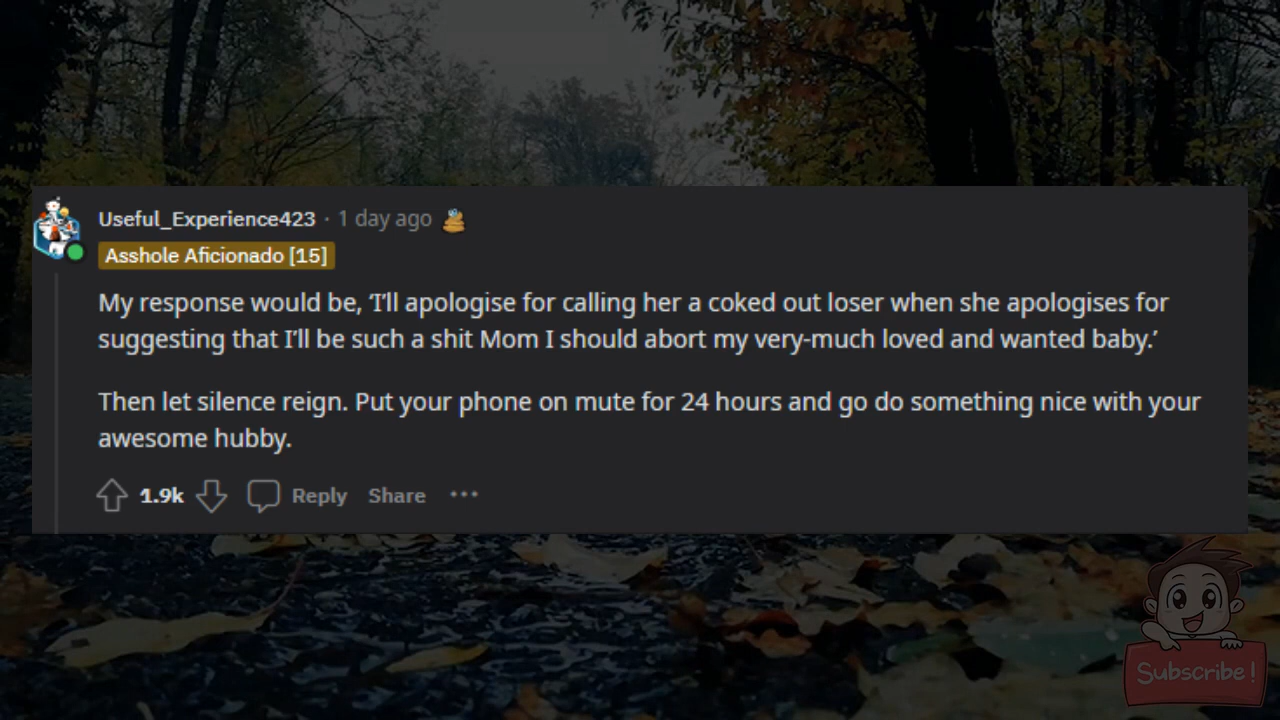 Useful_Experience423 · 1 day ago
Asshole Aficionado [15]
My response would be, ‘I’ll apologise for calling her a coked out loser when she apologises for
suggesting that I’ll be such a shit Mom I should abort my very-much loved and wanted baby.’
Then let silence reign. Put your phone on mute for 24 hours and go do something nice with your
awesome hubby.
1.9k Reply Share ···
Subscribe!